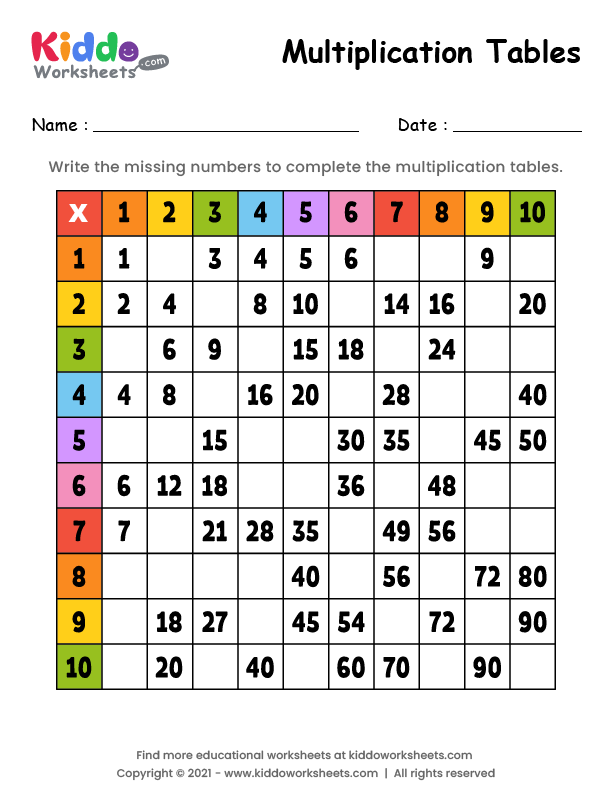 Kiddo
Worksheets.com
Multiplication Tables
Name :
Date :
Write the missing numbers to complete the multiplication tables.
X 1 2 3 4 5 6 7 8 9 10
1 1 3 4 5 6 9
2 2 4 8 10 14 16 20
3 6 9 15 18 24
4 4 8 16 20 28 40
5 15 30 35 45 50
6 6 12 18 36 48
7 7 21 28 35 49 56
8 40 56 72 80
9 18 27 45 54 72 90
10 20 40 60 70 90
Find more educational worksheets at kiddoworksheets.com
Copyright © 2021 - www.kiddoworksheets.com | All rights reserved